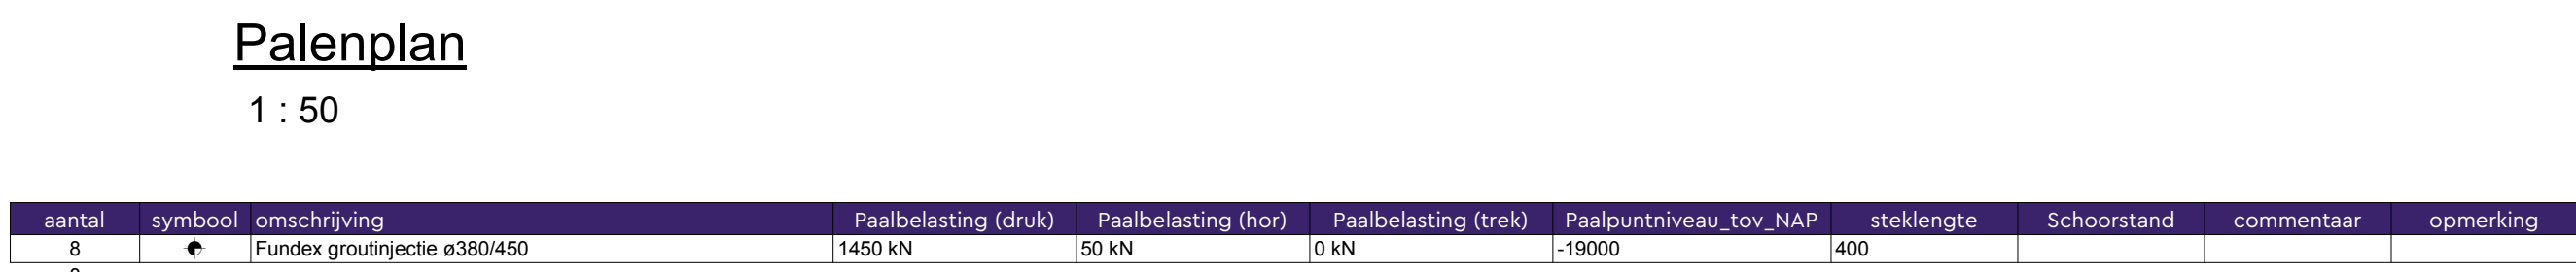 Palenplan
1 : 50
aantal symbool omschrijving Paalbelasting (druk) Paalbelasting (hor) Paalbelasting (trek) Paalpuntniveau_tov_NAP steklengte Schoorstand commentaar opmerking
8 Fundex groutinjectie ø380/450 1450 kN 50 kN 0 kN -19000 400